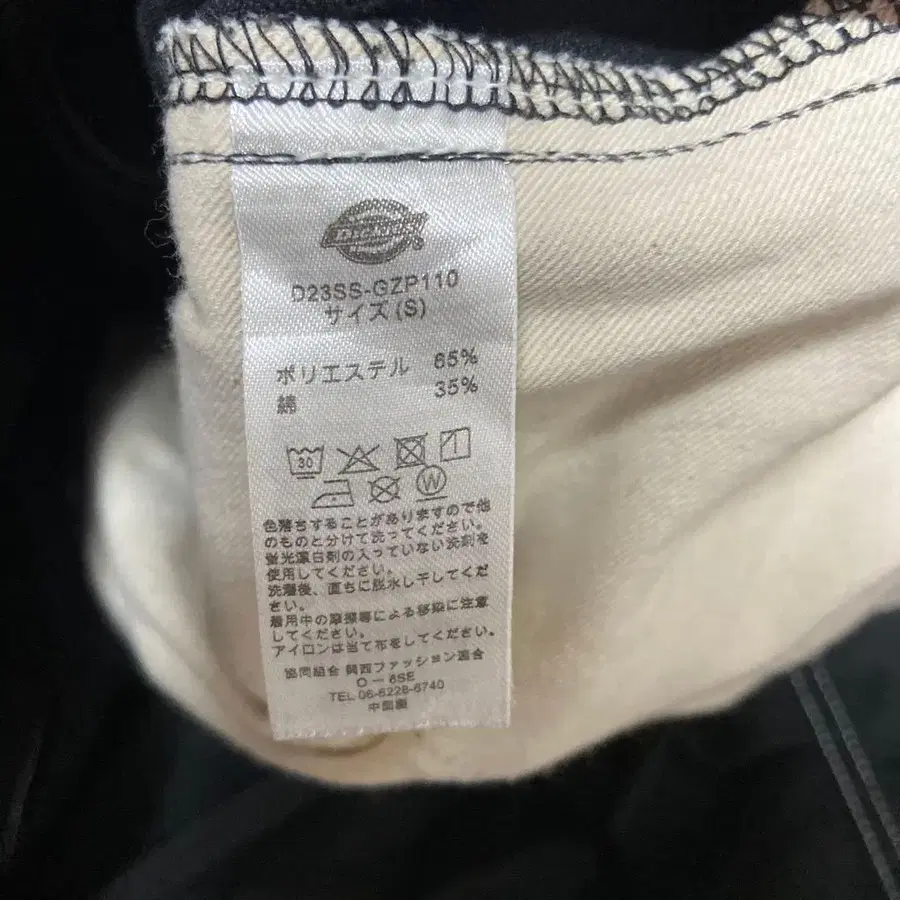 Dickies
D23SS-GZP110
サイズ(S)
ポリエステル 65%
綿 35%
30
W
色落ちすることがありますので他
のものと分けて洗ってください。
蛍光漂白剤の入っていない洗剤を
使用してください。
洗濯後、直ちに脱水し干してくだ
さい。
着用中の摩擦等による移染に注意
してください。
アイロンは当て布をしてください。
協同組合 関西ファッション連合
O-6SE
TEL 06-6228-6740
中国製